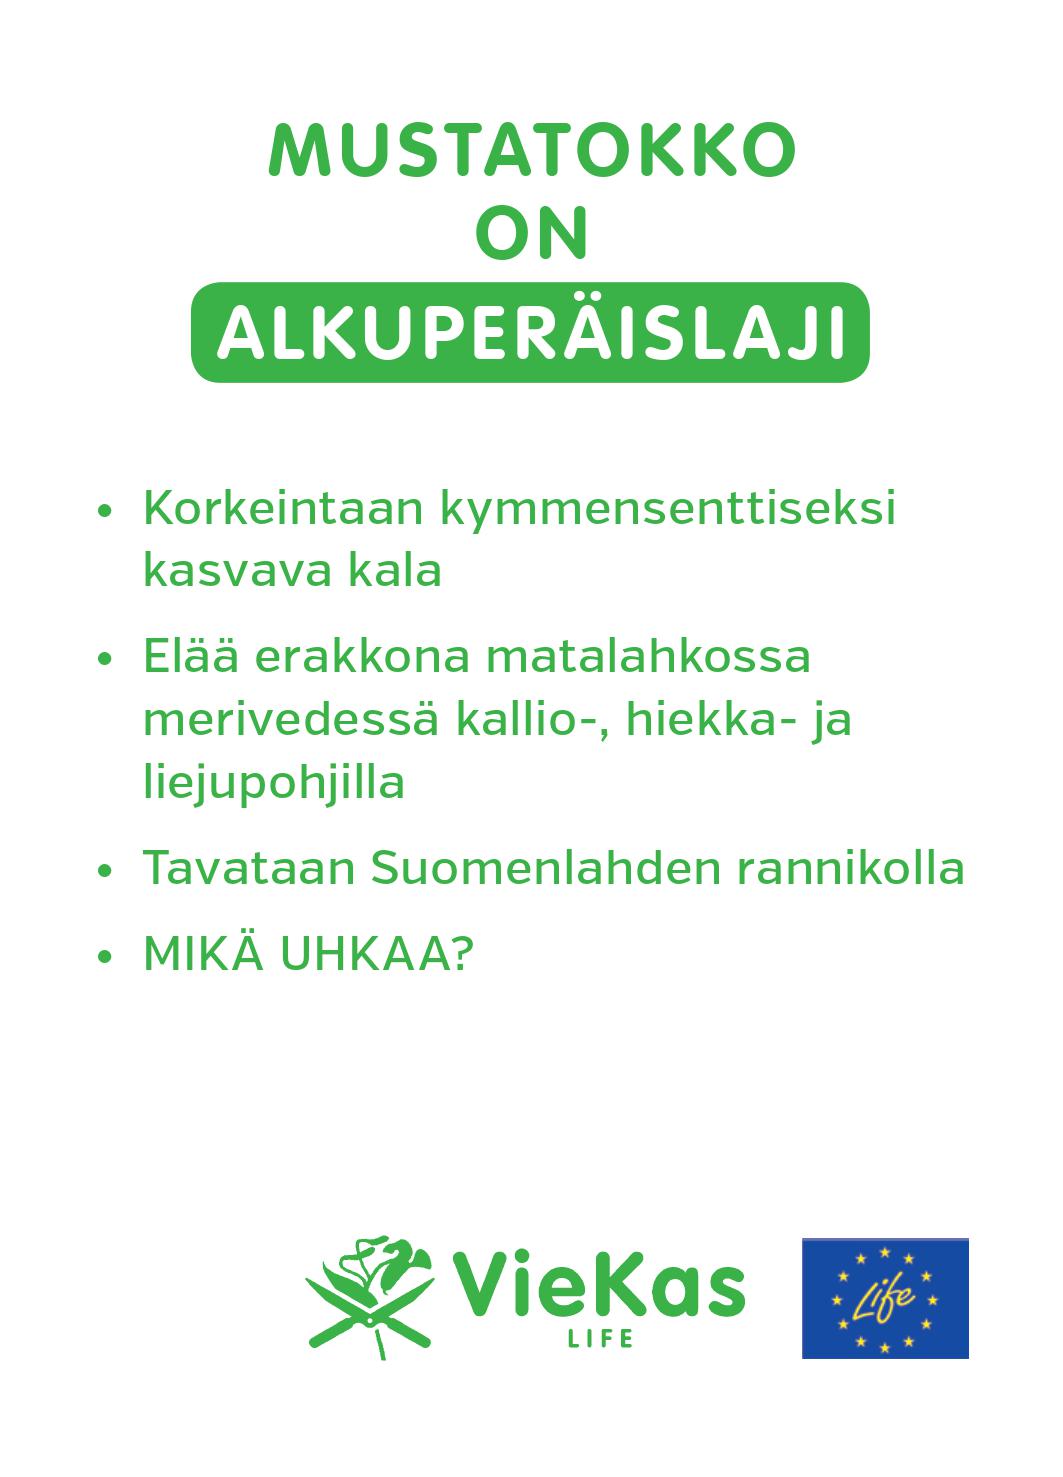 MUSTATOKKO
ON
ALKUPERÄISLAJI
• Korkeintaan kymmensenttiseksi
kasvava kala
• Elää erakkona matalahkossa
merivedessä kallio-, hiekka- ja
liejupohjilla
• Tavataan Suomenlahden rannikolla
• MIKÄ UHKAA?
VieKas
LIFE
Life